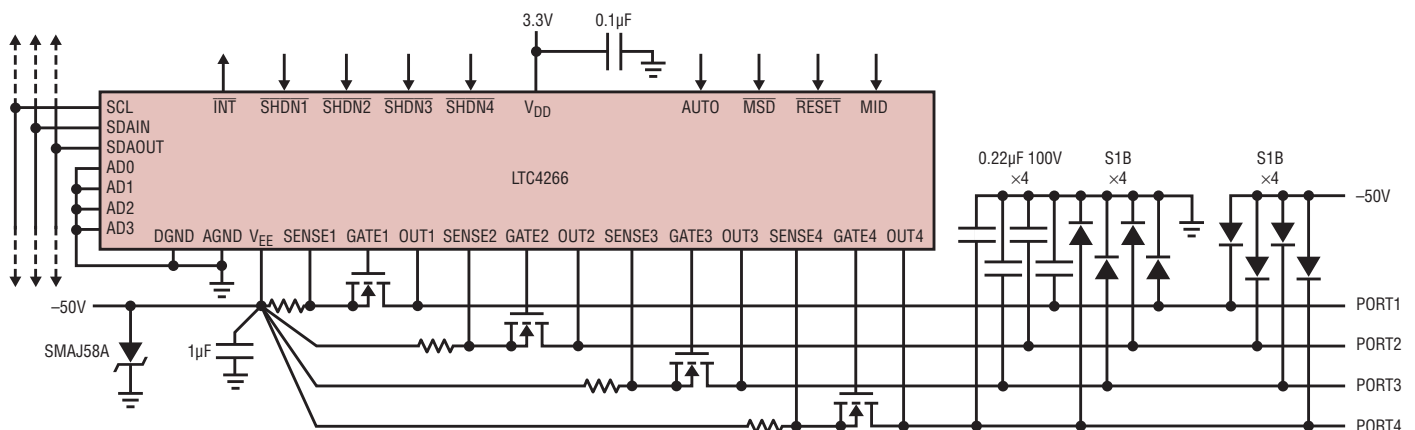 3.3V 0.1µF
SCL INT SHDN1 SHDN2 SHDN3 SHDN4 VDD AUTO MSD RESET MID
SDAIN
SDAOUT
AD0
AD1
AD2
AD3
LTC4266
DGND AGND VEE SENSE1 GATE1 OUT1 SENSE2 GATE2 OUT2 SENSE3 GATE3 OUT3 SENSE4 GATE4 OUT4
0.22µF 100V
×4
S1B
×4
S1B
×4
–50V
–50V
SMAJ58A
1µF
PORT1
PORT2
PORT3
PORT4